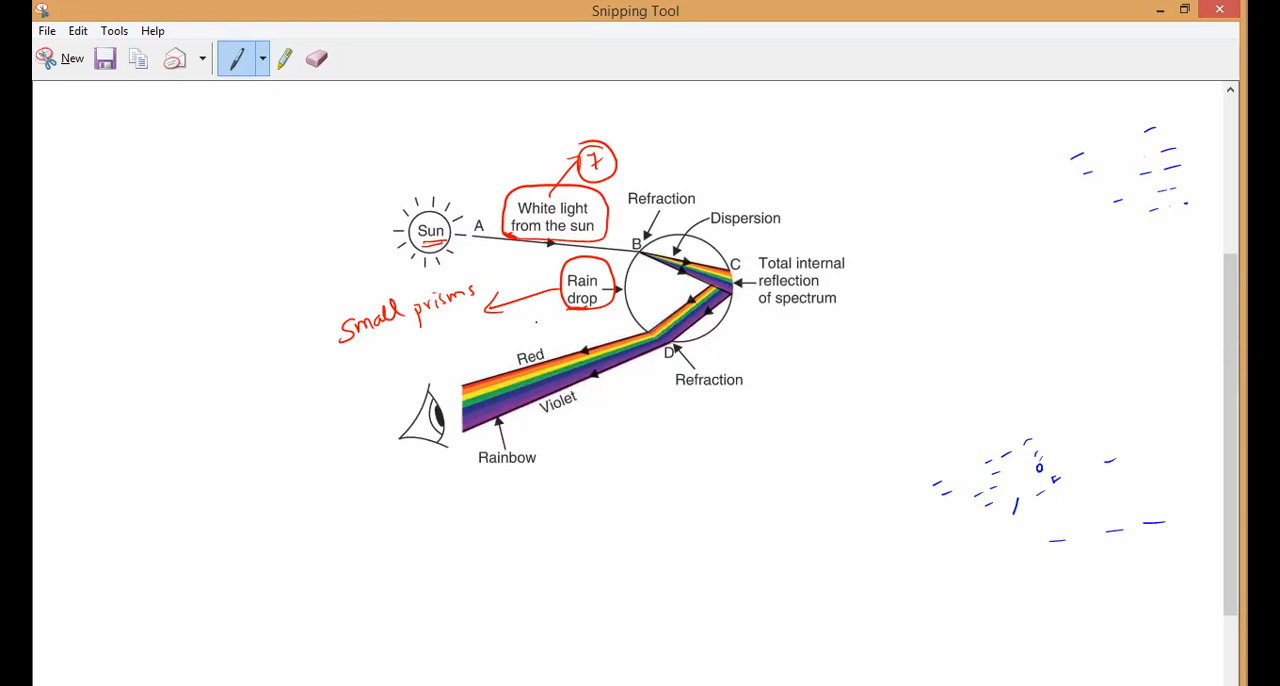 Snipping Tool
File Edit Tools Help
New
7
White light
from the sun
Refraction
Dispersion
Sun
A
B
C
Total internal
reflection
of spectrum
Rain
drop
Small prisms
Red
D
Refraction
Violet
Rainbow